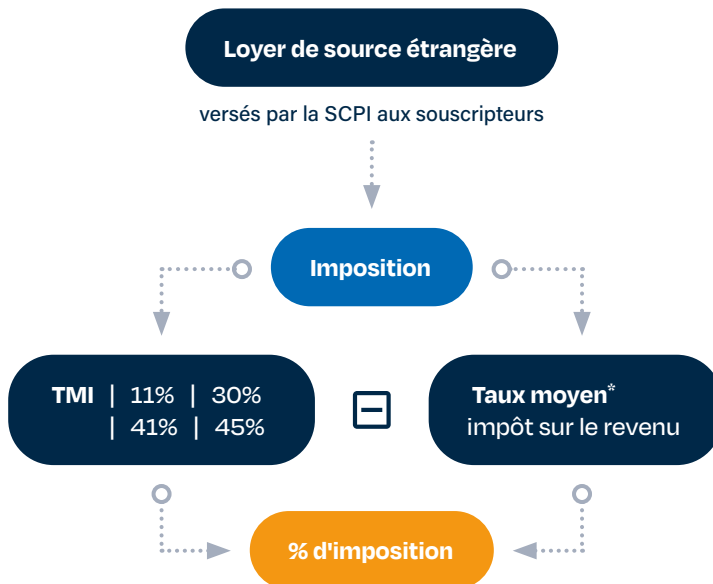 Loyer de source étrangère
versés par la SCPI aux souscripteurs
Imposition
TMI | 11% | 30%
| 41% | 45%
Taux moyen*
impôt sur le revenu
% d'imposition